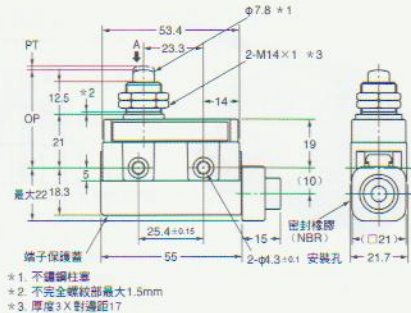 φ7.8 *1
53.4
PT
A
23.3
2-M14×1 *3
*2
14
12.5
OP
21
19
5
(10)
最大22
18.3
密封橡膠
(NBR)
端子保護蓋
25.4±0.15
15
(□21)
55
2-φ4.3±0.1 安裝孔
21.7
*1. 不鏽鋼柱塞
*2. 不完全螺紋部最大1.5mm
*3. 厚度3×對邊距17